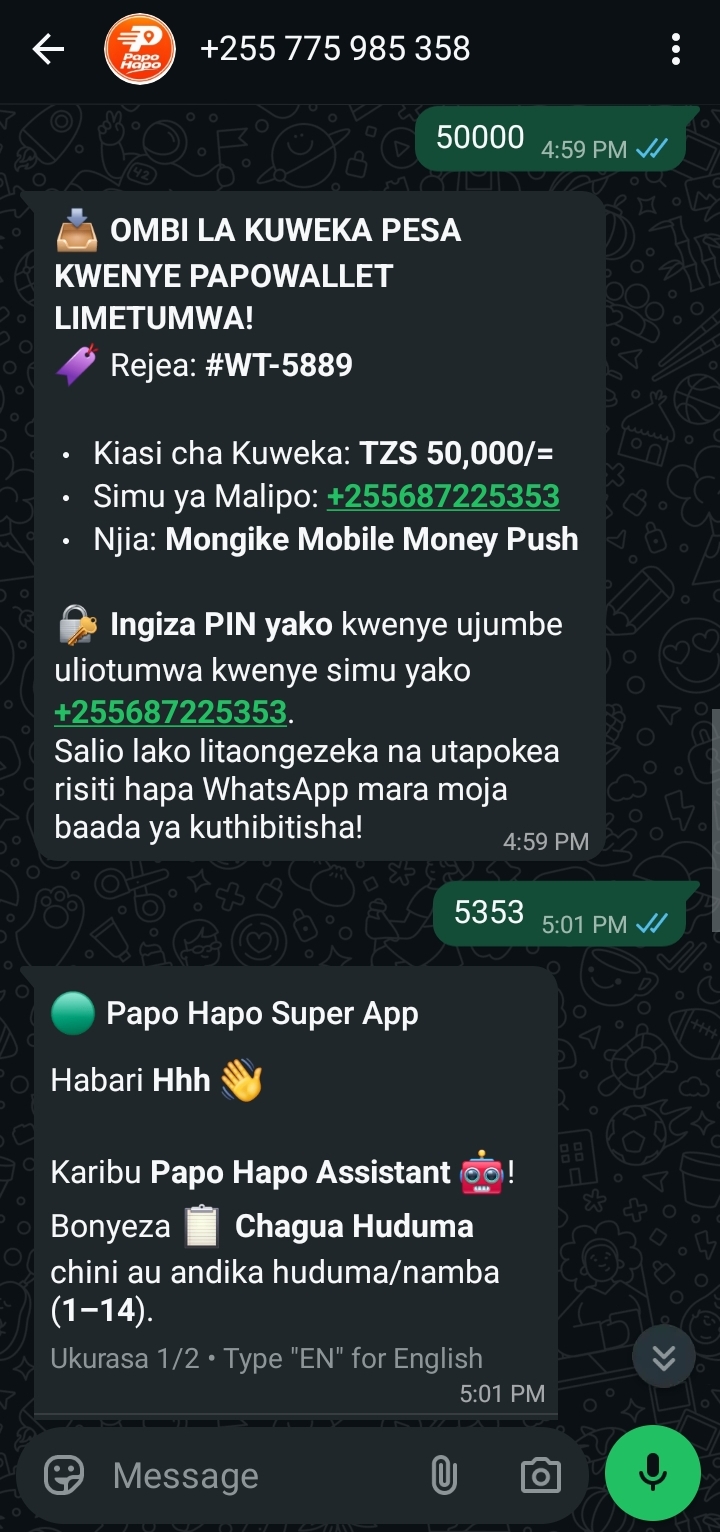 Papo
Hapo
+255 775 985 358
50000 4:59 PM
OMBI LA KUWEKA PESA
KWENYE PAPOWALLET
LIMETUMWA!
Rejea: #WT-5889
• Kiasi cha Kuweka: TZS 50,000/=
• Simu ya Malipo: +255687225353
• Njia: Mongike Mobile Money Push
Ingiza PIN yako kwenye ujumbe
uliotumwa kwenye simu yako
+255687225353.
Salio lako litaongezeka na utapokea
risiti hapa WhatsApp mara moja
baada ya kuthibitisha!
4:59 PM
5353 5:01 PM
Papo Hapo Super App
Habari Hhh 👋
Karibu Papo Hapo Assistant 🤖!
Bonyeza 📋 Chagua Huduma
chini au andika huduma/namba
(1–14).
Ukurasa 1/2 • Type "EN" for English
5:01 PM
Message